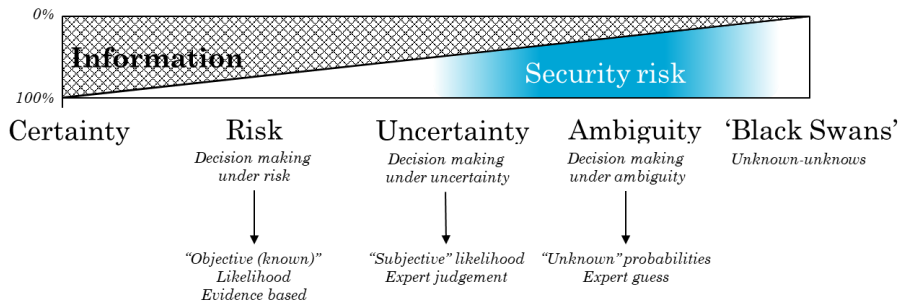 0%
Information
Security risk
100%
Certainty
Risk
Uncertainty
Ambiguity
‘Black Swans’
Decision making
under risk
Decision making
under uncertainty
Decision making
under ambiguity
Unknown-unknows
“Objective (known)”
Likelihood
Evidence based
“Subjective” likelihood
Expert judgement
“Unknown” probabilities
Expert guess